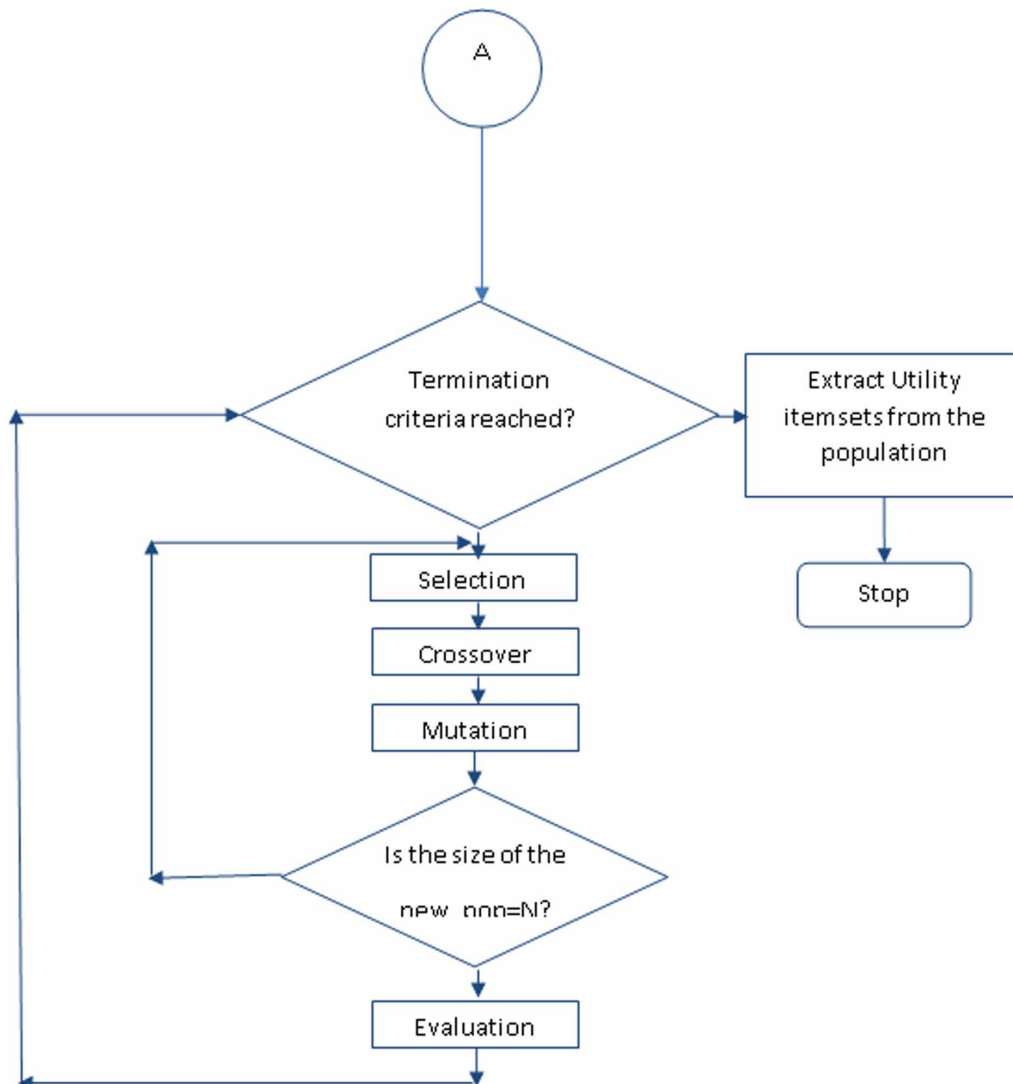 A
Termination
criteria reached?
Extract Utility
itemsets from the
population
Selection
Stop
Crossover
Mutation
Is the size of the
new_pop=N?
Evaluation